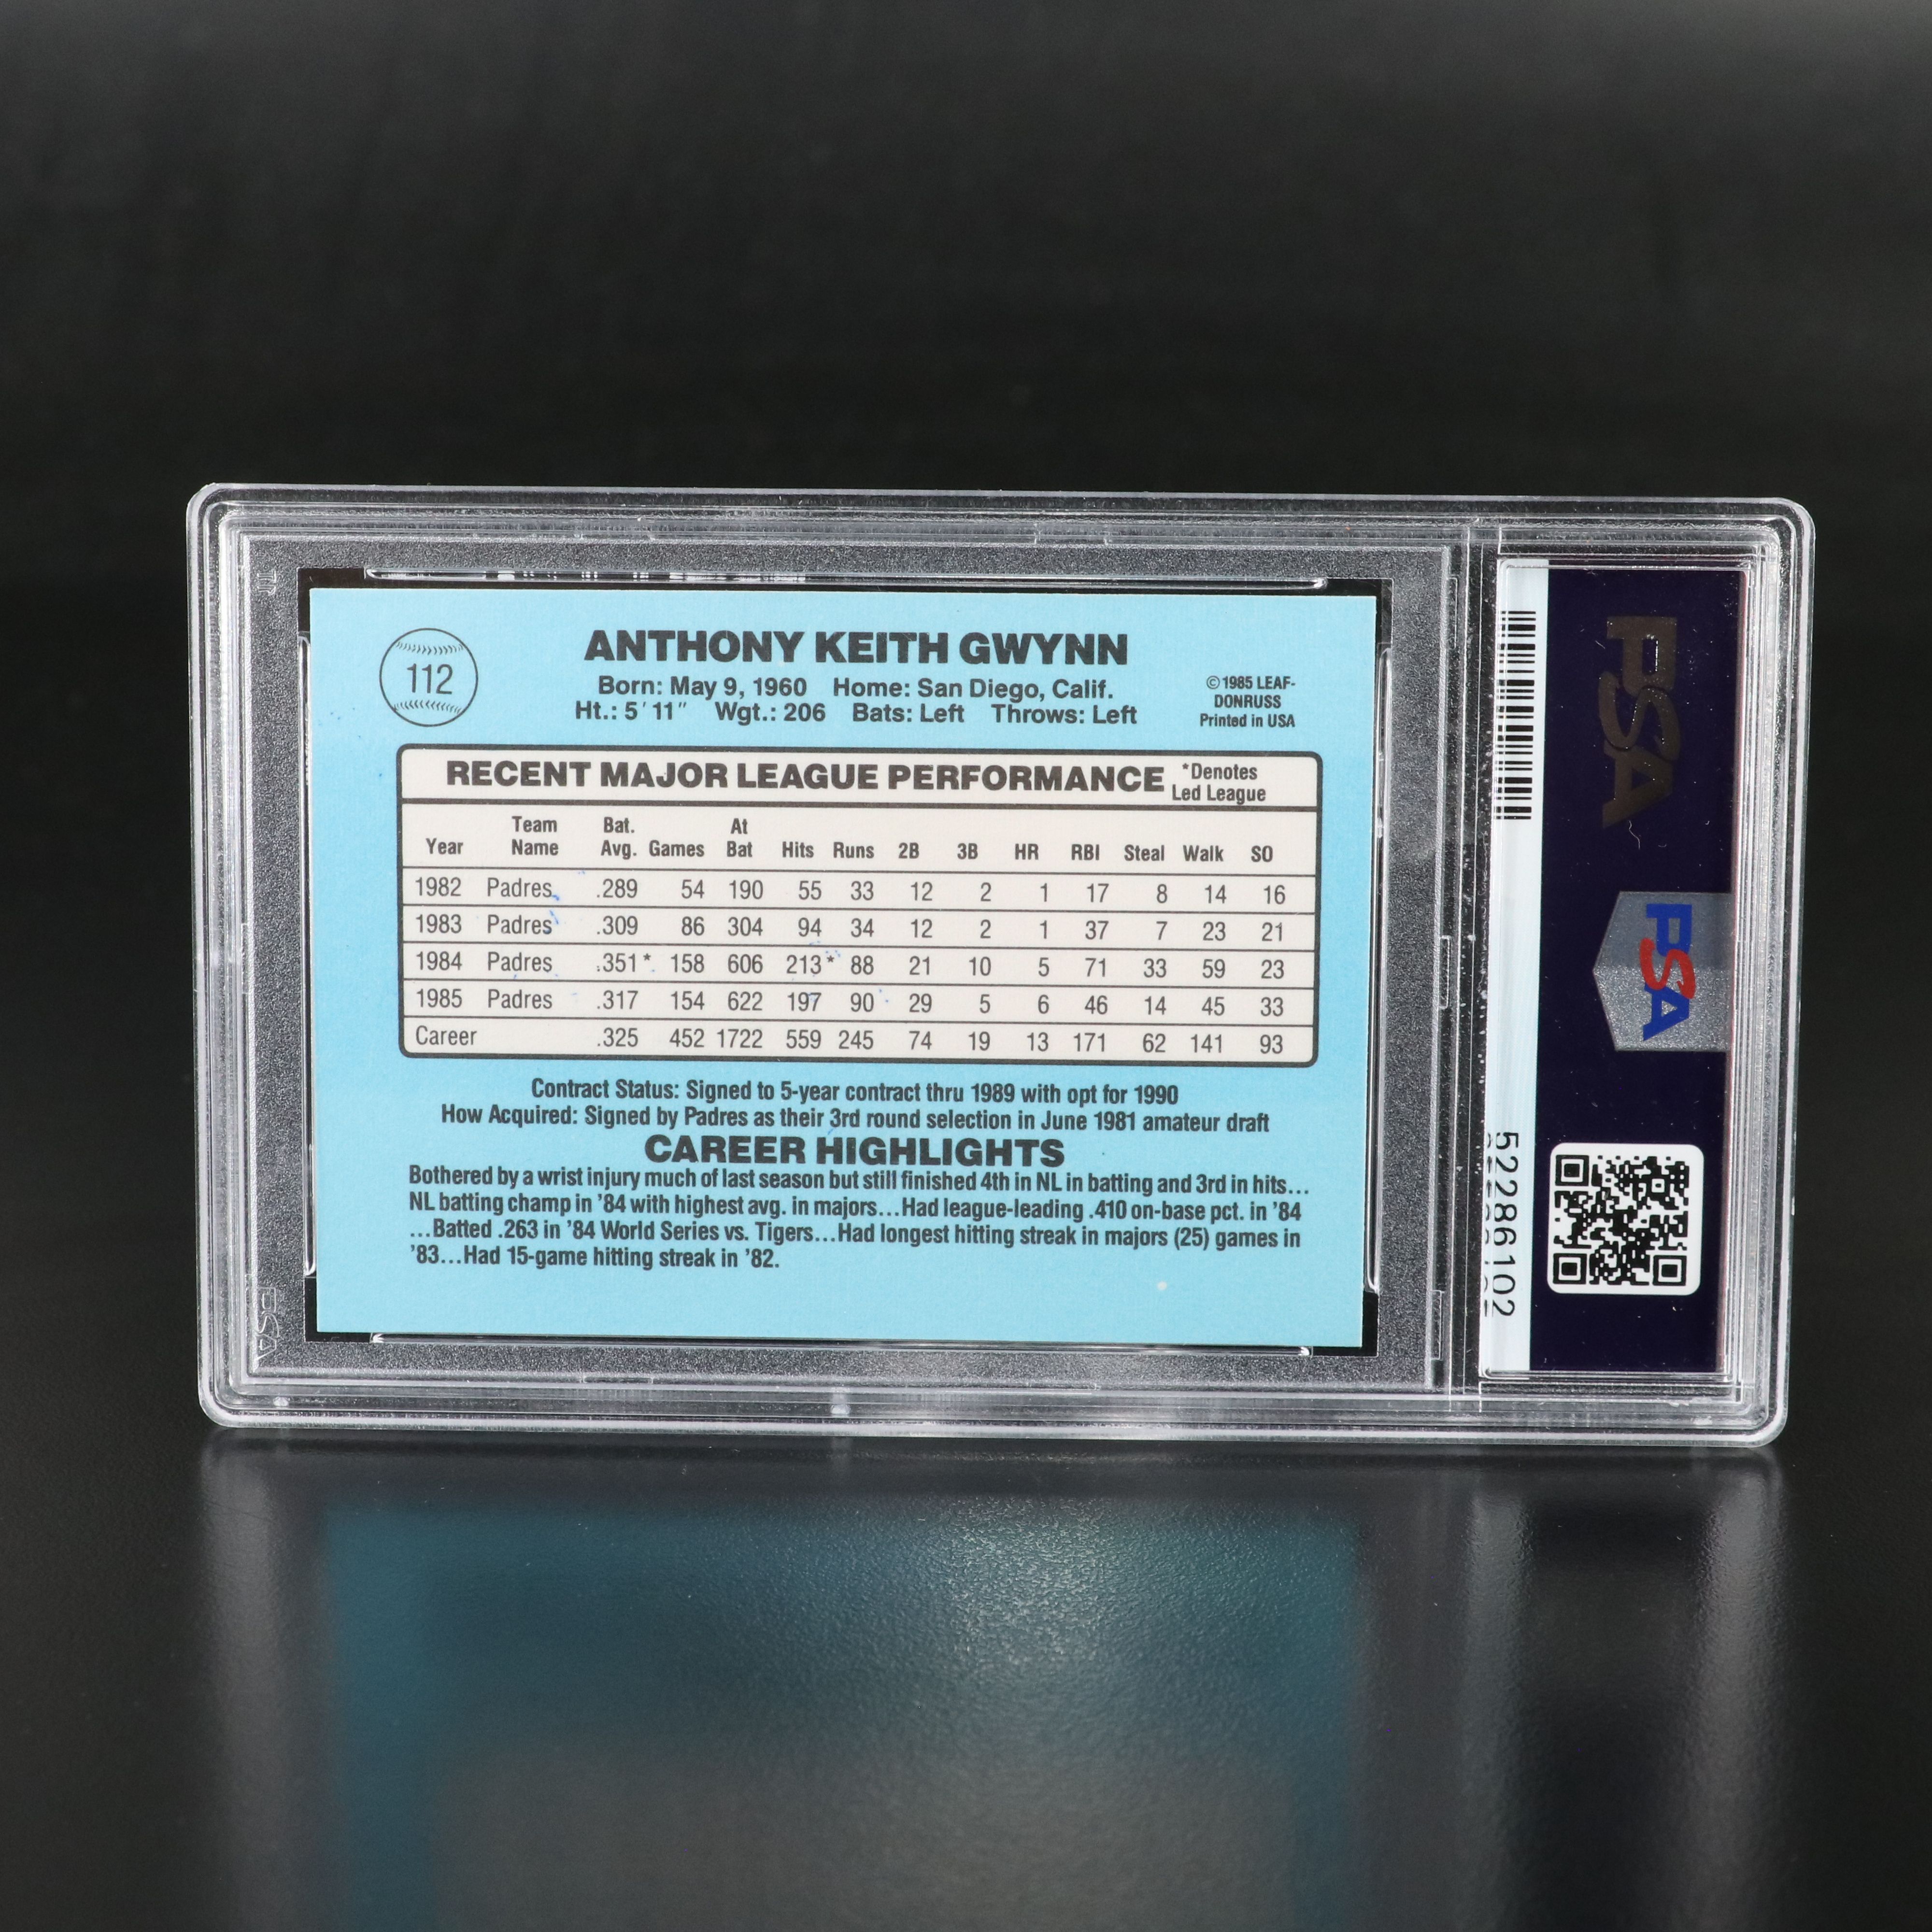 112
ANTHONY KEITH GWYNN
Born: May 9, 1960 Home: San Diego, Calif.
Ht.: 5' 11" Wgt.: 206 Bats: Left Throws: Left
©1985 LEAF-
DONRUSS
Printed in USA
RECENT MAJOR LEAGUE PERFORMANCE *Denotes
Led League
Year Team Name Bat. Avg. Games At Bat Hits Runs 2B 3B HR RBI Steal Walk SO
1982 Padres .289 54 190 55 33 12 2 1 17 8 14 16
1983 Padres .309 86 304 94 34 12 2 1 37 7 23 21
1984 Padres .351* 158 606 213* 88 21 10 5 71 33 59 23
1985 Padres .317 154 622 197 90 29 5 6 46 14 45 33
Career .325 452 1722 559 245 74 19 13 171 62 141 93
Contract Status: Signed to 5-year contract thru 1989 with opt for 1990
How Acquired: Signed by Padres as their 3rd round selection in June 1981 amateur draft
CAREER HIGHLIGHTS
Bothered by a wrist injury much of last season but still finished 4th in NL in batting and 3rd in hits...
NL batting champ in '84 with highest avg. in majors...Had league-leading .410 on-base pct. in '84
...Batted .263 in '84 World Series vs. Tigers...Had longest hitting streak in majors (25) games in
'83...Had 15-game hitting streak in '82.
PSA
PSA
52286102
PSA